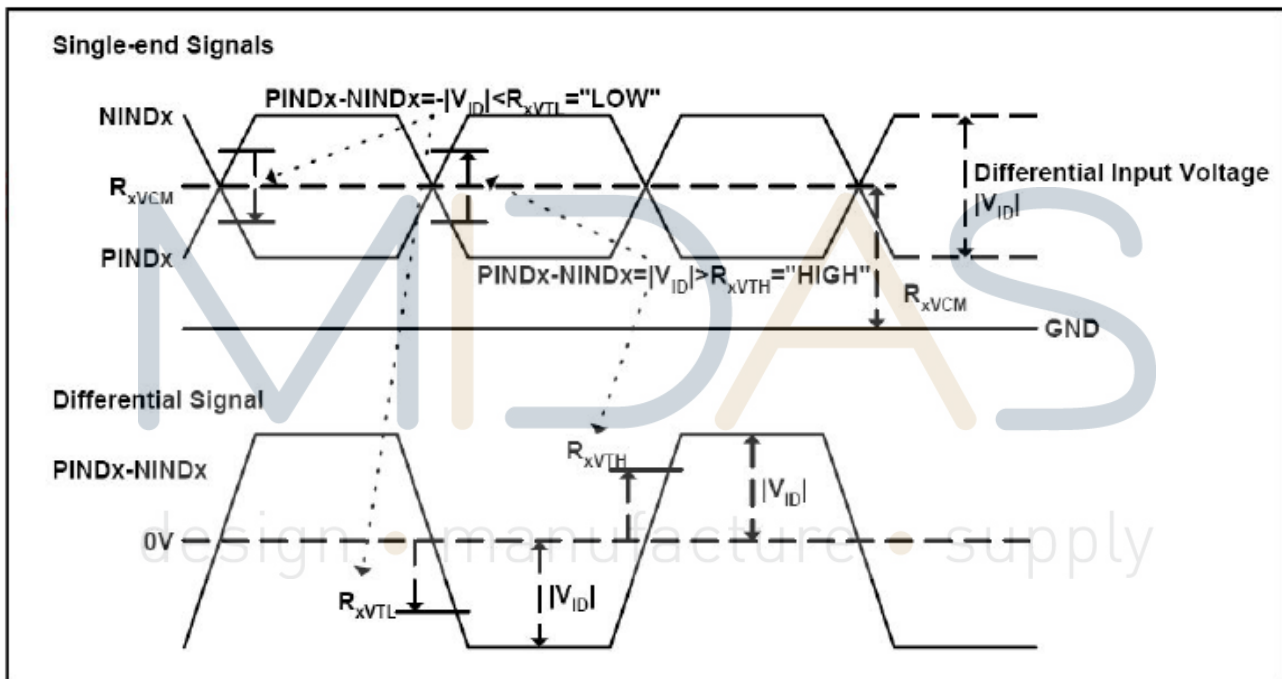 Single-end Signals
PINDx-NINDx=-|VID|<RxVTL="LOW"
NINDx
RxVCM
Differential Input Voltage
|VID|
PINDx
PINDx-NINDx=|VID|>RxVTH="HIGH"
RxVCM
GND
MIDAS
Differential Signal
PINDx-NINDx
RxVTH
|VID|
0V
design • manufacture • supply
RxVTL
|VID|